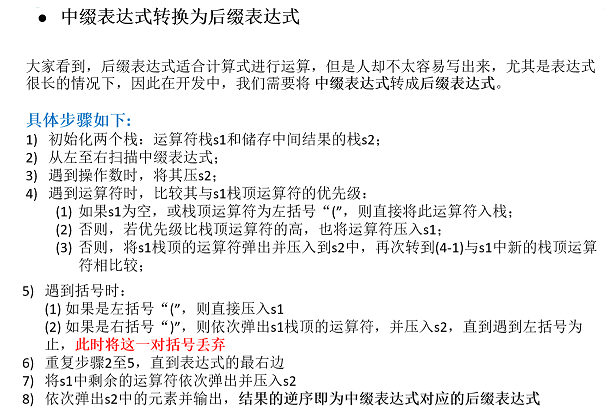 ● 中缀表达式转换为后缀表达式
大家看到，后缀表达式适合计算式进行运算，但是人却不太容易写出来，尤其是表达式
很长的情况下，因此在开发中，我们需要将 中缀表达式转成后缀表达式。
具体步骤如下:
1) 初始化两个栈：运算符栈s1和储存中间结果的栈s2；
2) 从左至右扫描中缀表达式；
3) 遇到操作数时，将其压s2；
4) 遇到运算符时，比较其与s1栈顶运算符的优先级：
(1) 如果s1为空，或栈顶运算符为左括号“(”，则直接将此运算符入栈；
(2) 否则，若优先级比栈顶运算符的高，也将运算符压入s1；
(3) 否则，将s1栈顶的运算符弹出并压入到s2中，再次转到(4-1)与s1中新的栈顶运算
符相比较；
5) 遇到括号时：
(1) 如果是左括号“(”，则直接压入s1
(2) 如果是右括号“)”，则依次弹出s1栈顶的运算符，并压入s2，直到遇到左括号为
止，此时将这一对括号丢弃
6) 重复步骤2至5，直到表达式的最右边
7) 将s1中剩余的运算符依次弹出并压入s2
8) 依次弹出s2中的元素并输出，结果的逆序即为中缀表达式对应的后缀表达式